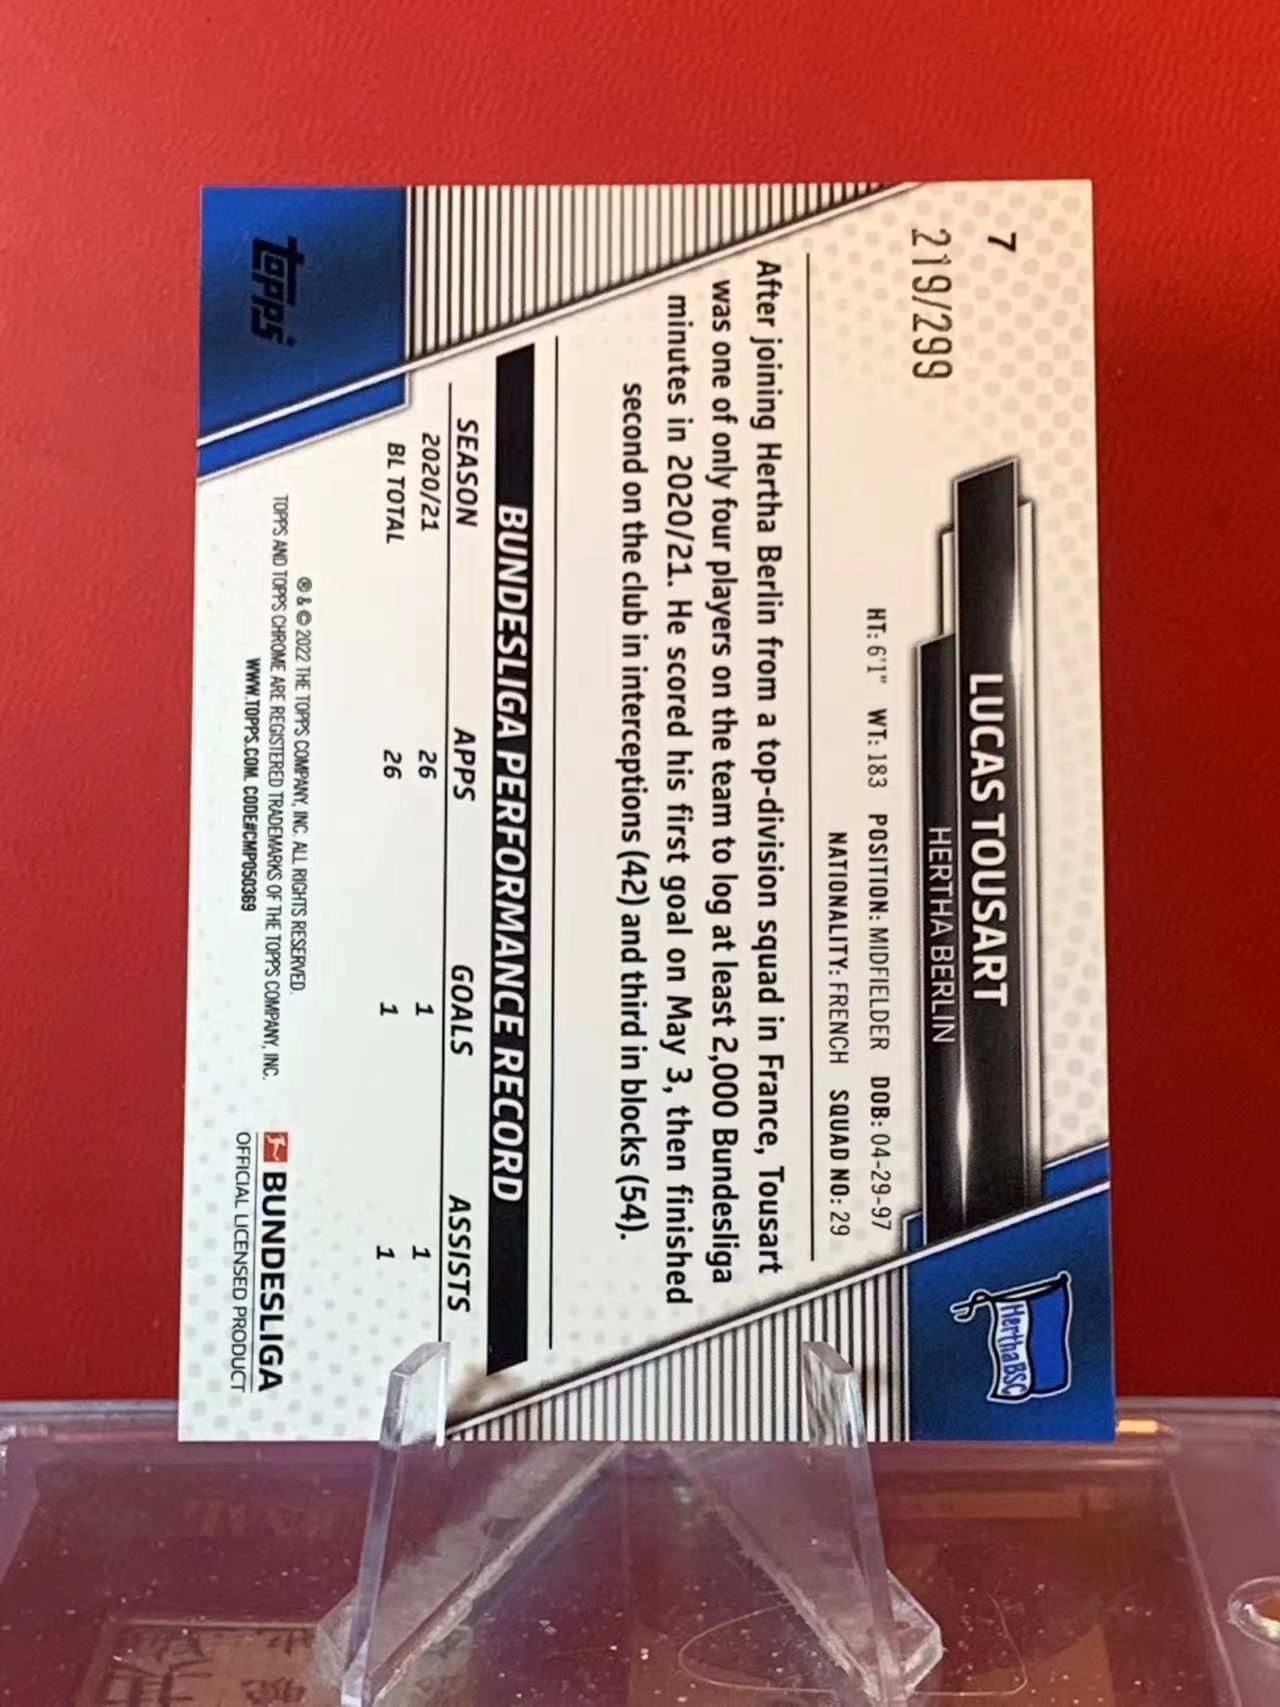 7
219/299
LUCAS TOUSART
HERTHA BERLIN
Hertha BSC
HT: 6'1" WT: 183 POSITION: MIDFIELDER DOB: 04-29-97
NATIONALITY: FRENCH SQUAD NO: 29
After joining Hertha Berlin from a top-division squad in France, Tousart
was one of only four players on the team to log at least 2,000 Bundesliga
minutes in 2020/21. He scored his first goal on May 3, then finished
second on the club in interceptions (42) and third in blocks (54).
BUNDESLIGA PERFORMANCE RECORD
SEASON APPS GOALS ASSISTS
2020/21 26 1 1
BL TOTAL 26 1 1
® & © 2022 THE TOPPS COMPANY, INC. ALL RIGHTS RESERVED.
TOPPS AND TOPPS CHROME ARE REGISTERED TRADEMARKS OF THE TOPPS COMPANY, INC.
WWW.TOPPS.COM. CODE#CMP050369
topps
BUNDESLIGA
OFFICIAL LICENSED PRODUCT